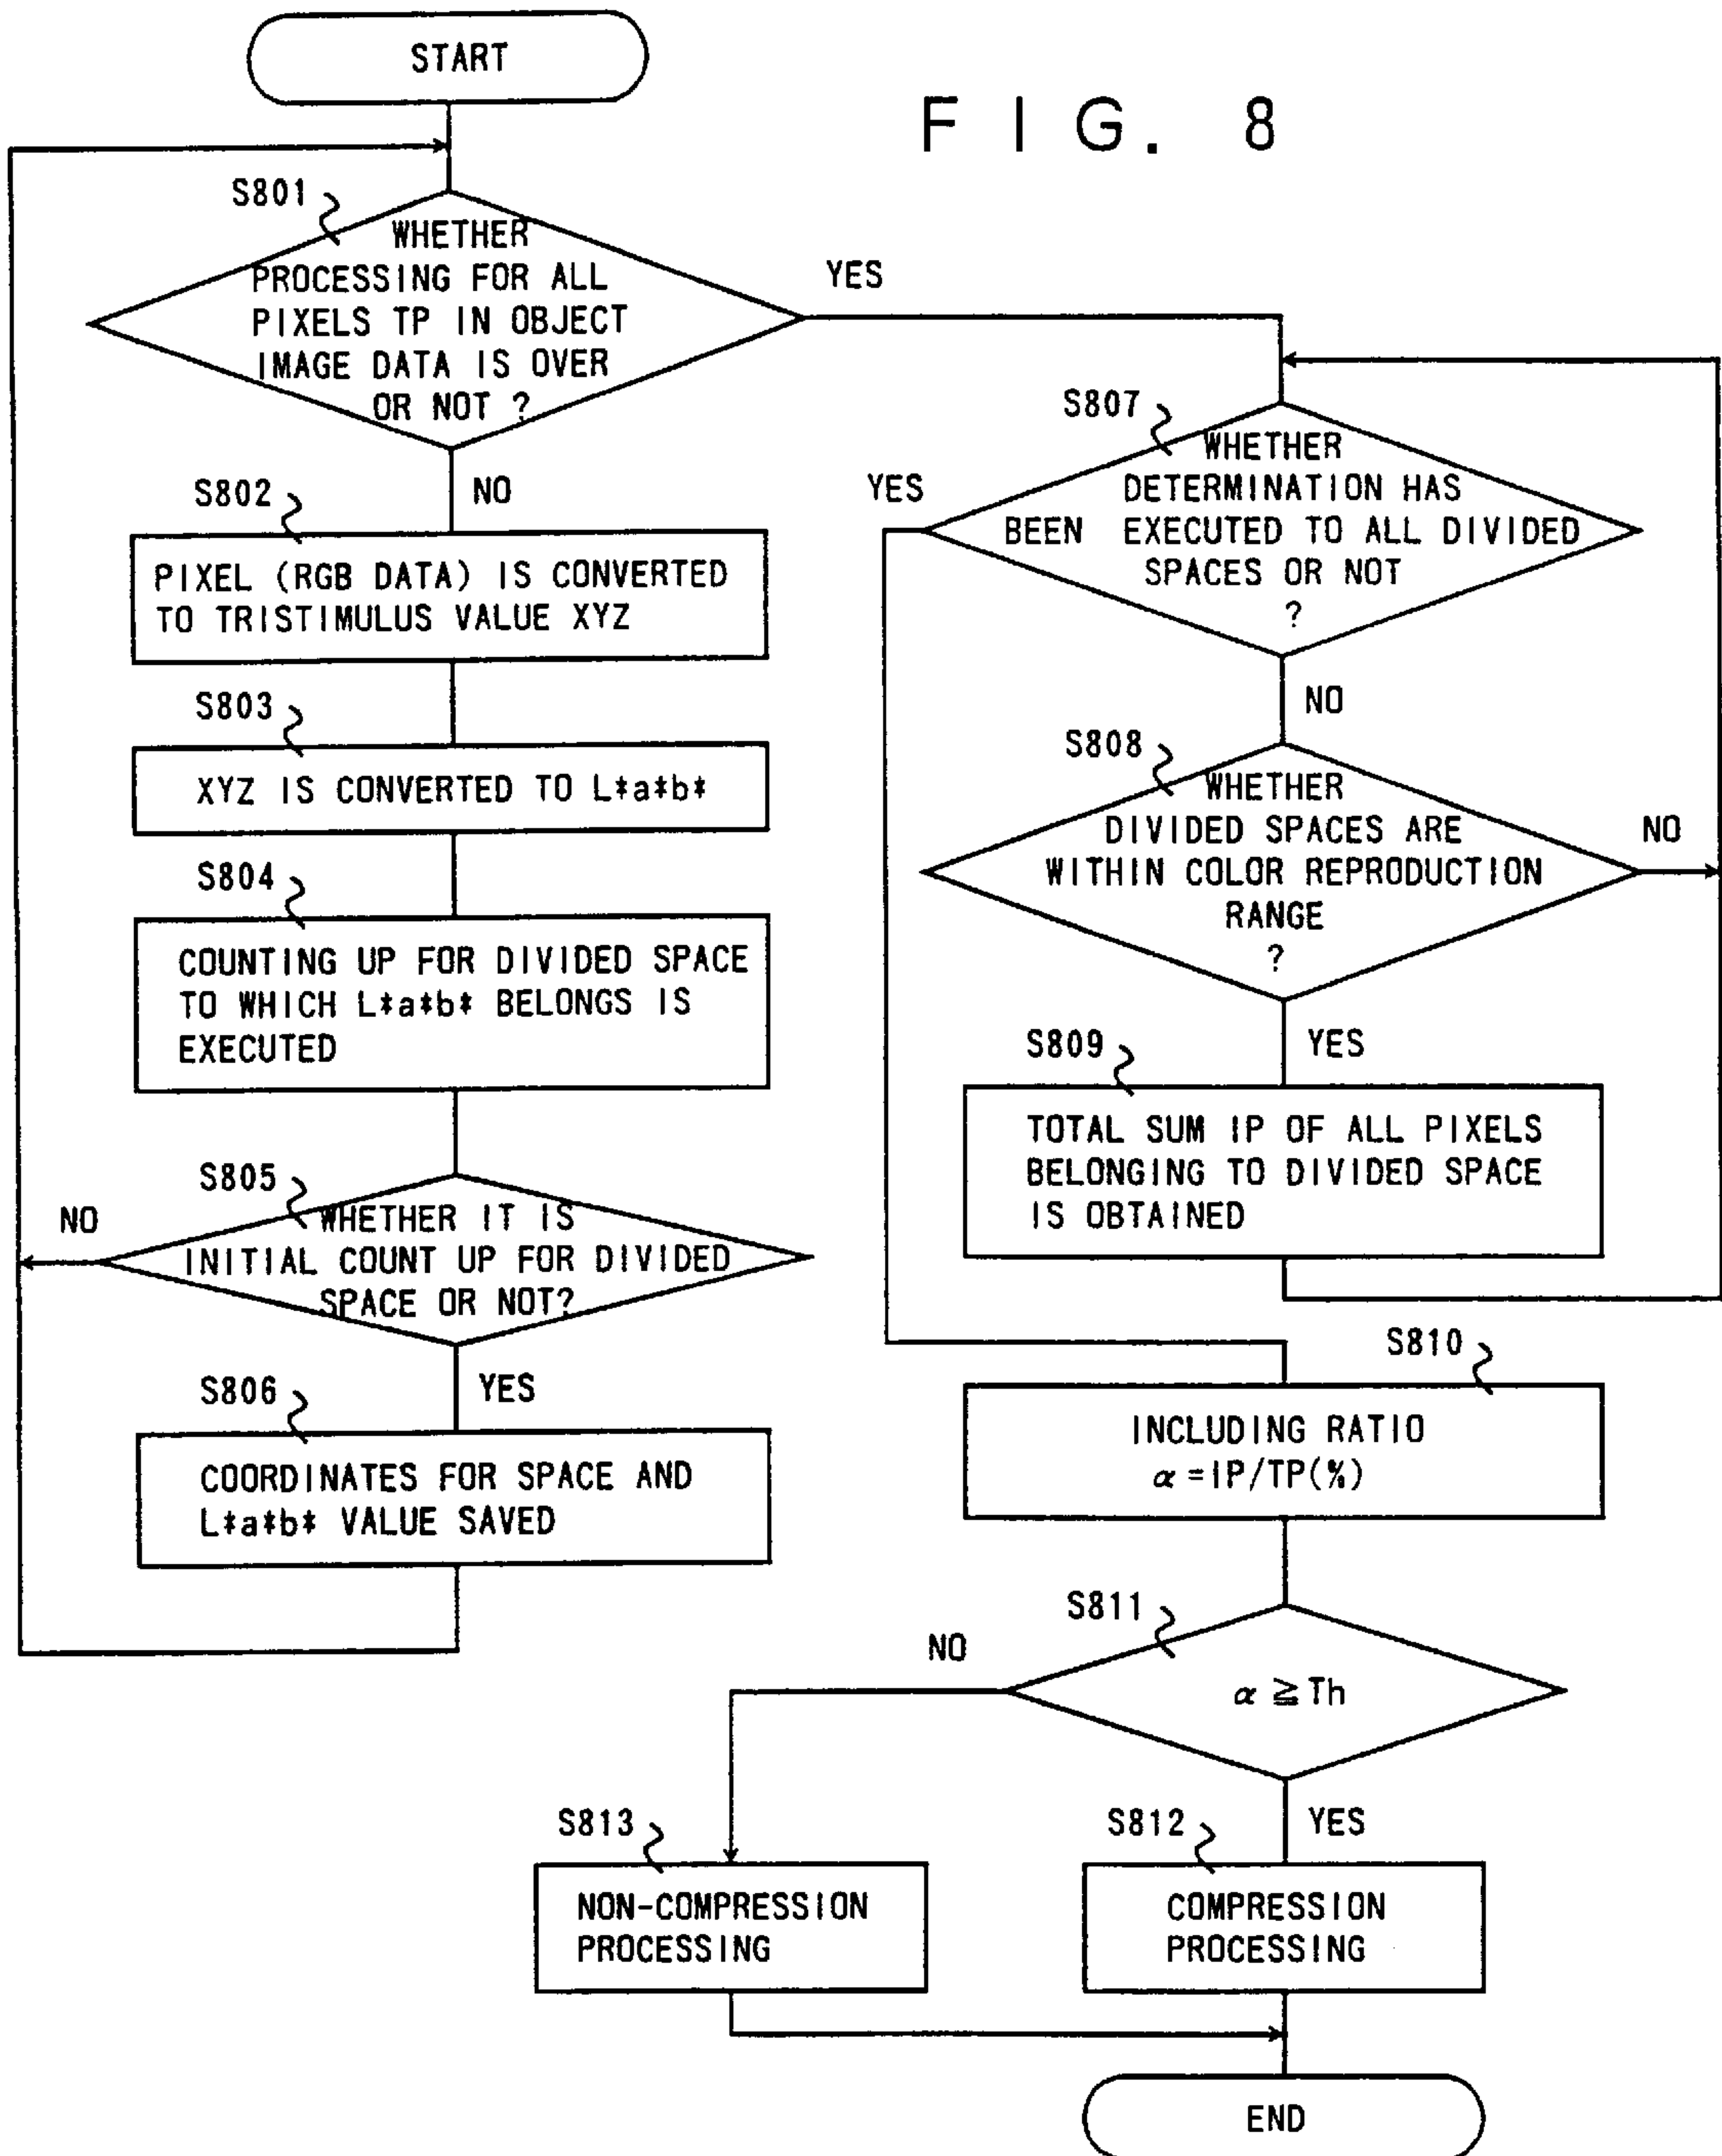 START
F I G. 8
S801
WHETHER
PROCESSING FOR ALL
PIXELS TP IN OBJECT
IMAGE DATA IS OVER
OR NOT ?
YES
NO
S802
PIXEL (RGB DATA) IS CONVERTED
TO TRISTIMULUS VALUE XYZ
S803
XYZ IS CONVERTED TO L*a*b*
S804
COUNTING UP FOR DIVIDED SPACE
TO WHICH L*a*b* BELONGS IS
EXECUTED
S805
WHETHER IT IS
INITIAL COUNT UP FOR DIVIDED
SPACE OR NOT?
NO
YES
S806
COORDINATES FOR SPACE AND
L*a*b* VALUE SAVED
S807
WHETHER
DETERMINATION HAS
BEEN EXECUTED TO ALL DIVIDED
SPACES OR NOT
?
YES
NO
S808
WHETHER
DIVIDED SPACES ARE
WITHIN COLOR REPRODUCTION
RANGE
?
NO
YES
S809
TOTAL SUM IP OF ALL PIXELS
BELONGING TO DIVIDED SPACE
IS OBTAINED
S810
INCLUDING RATIO
α=IP/TP(%)
S811
α ≧ Th
NO
YES
S813
NON-COMPRESSION
PROCESSING
S812
COMPRESSION
PROCESSING
END